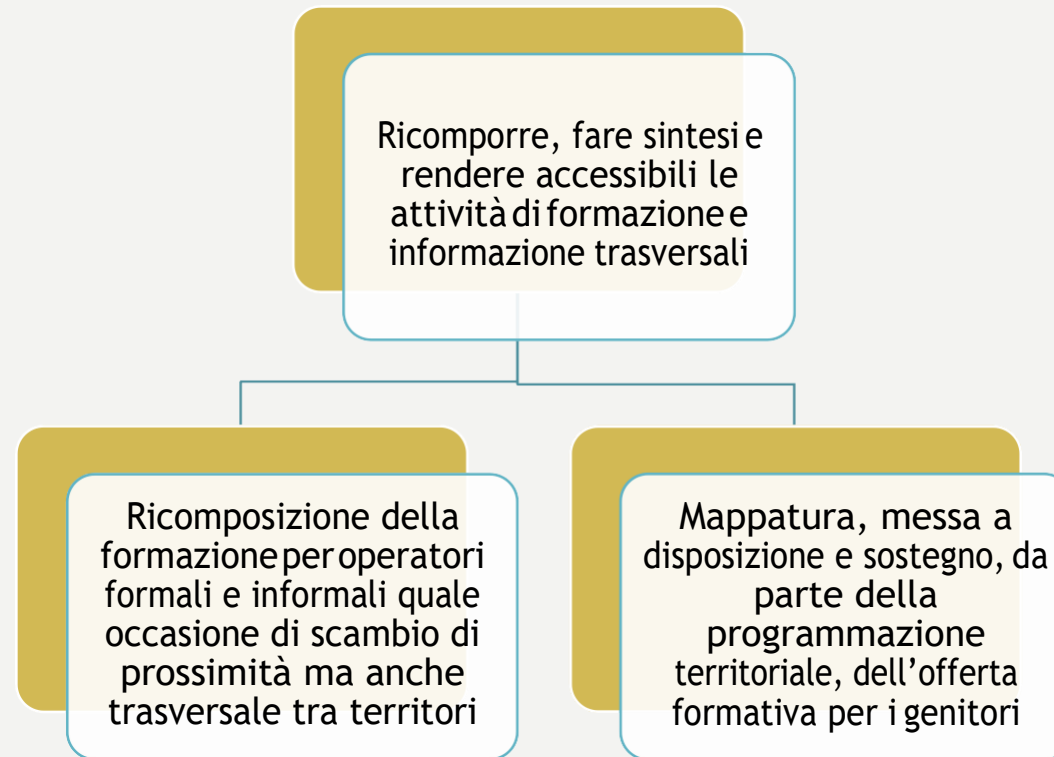 Ricomporre, fare sintesi e
rendere accessibili le
attività di formazione e
informazione trasversali
Ricomposizione della
formazione per operatori
formali e informali quale
occasione di scambio di
prossimità ma anche
trasversale tra territori
Mappatura, messa a
disposizione e sostegno, da
parte della
programmazione
territoriale, dell’offerta
formativa per i genitori